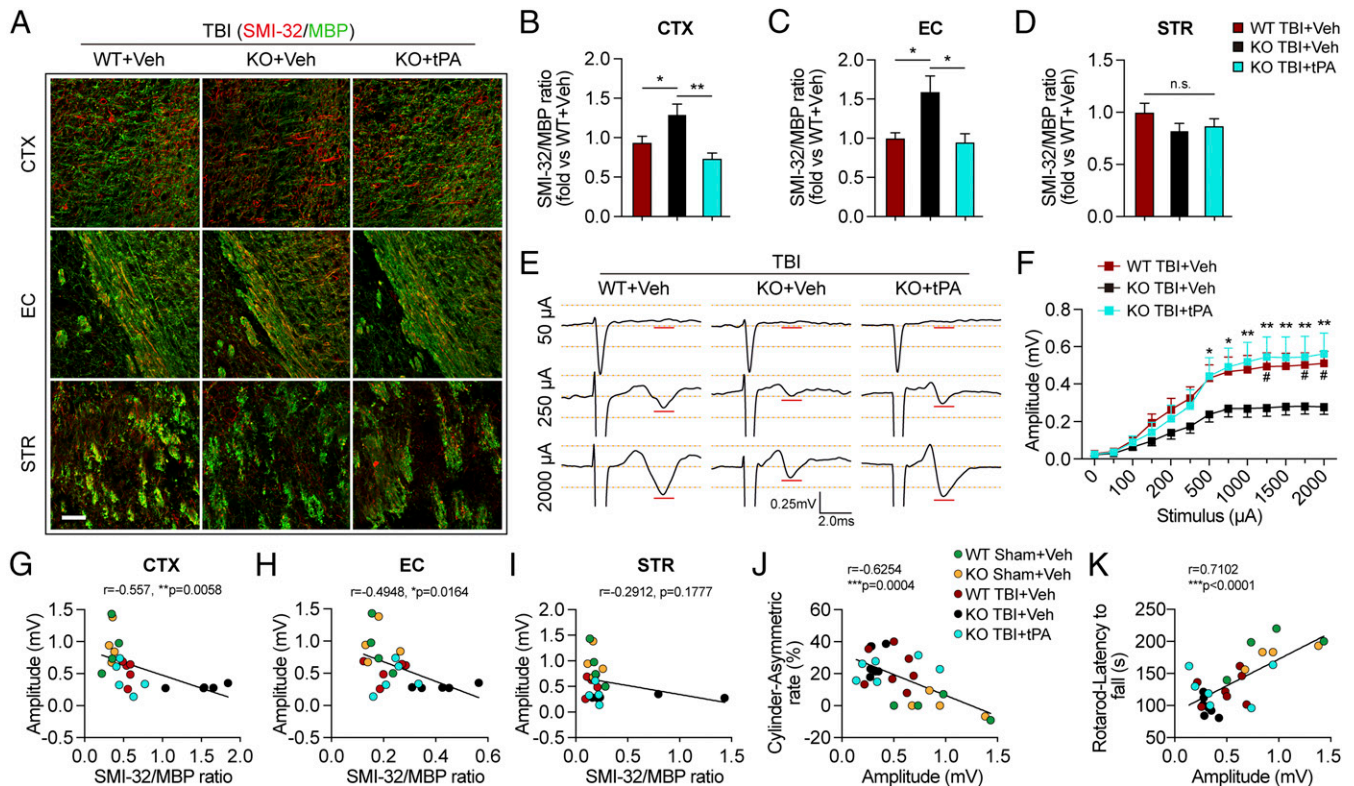 A
TBI (SMI-32/MBP)
WT+Veh KO+Veh KO+tPA
CTX
EC
STR
B
CTX
SMI-32/MBP ratio
(fold vs WT+Veh)
2.0
1.5
1.0
0.5
0.0
* **
C
EC
SMI-32/MBP ratio
(fold vs WT+Veh)
2.5
2.0
1.5
1.0
0.5
0.0
* *
D
STR
SMI-32/MBP ratio
(fold vs WT+Veh)
2.0
1.5
1.0
0.5
0.0
n.s.
WT TBI+Veh
KO TBI+Veh
KO TBI+tPA
E
TBI
WT+Veh KO+Veh KO+tPA
50 µA
250 µA
2000 µA
0.25mV
2.0ms
F
WT TBI+Veh
KO TBI+Veh
KO TBI+tPA
Amplitude (mV)
0.8
0.6
0.4
0.2
0.0
* * ** ** ** ** **
# # #
0 100 200 500 1000 1500 2000
Stimulus (µA)
G
CTX
r=-0.557, **p=0.0058
Amplitude (mV)
1.5
1.0
0.5
0.0
-0.5
0.0 0.5 1.0 1.5 2.0
SMI-32/MBP ratio
H
EC
r=-0.4948, *p=0.0164
Amplitude (mV)
2.0
1.5
1.0
0.5
0.0
-0.5
0.0 0.2 0.4 0.6
SMI-32/MBP ratio
I
STR
r=-0.2912, p=0.1777
Amplitude (mV)
2.0
1.5
1.0
0.5
0.0
-0.5
0.0 0.5 1.0 1.5
SMI-32/MBP ratio
J
r=-0.6254
***p=0.0004
Cylinder-Asymmetric
rate (%)
60
40
20
0
-20
0.0 0.5 1.0 1.5
Amplitude (mV)
WT Sham+Veh
KO Sham+Veh
WT TBI+Veh
KO TBI+Veh
KO TBI+tPA
K
r=0.7102
***p<0.0001
Rotarod-Latency to
fall (s)
250
200
150
100
50
0.0 0.5 1.0 1.5
Amplitude (mV)